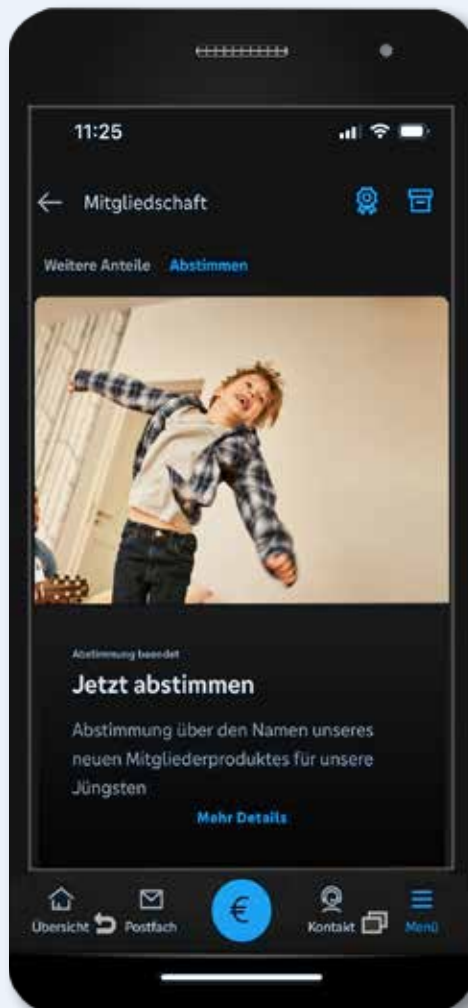 11:25
Mitgliedschaft
Weitere Anteile Abstimmen
Abstimmung beendet
Jetzt abstimmen
Abstimmung über den Namen unseres
neuen Mitgliederproduktes für unsere
Jüngsten
Mehr Details
€
Übersicht Postfach Kontakt Menü